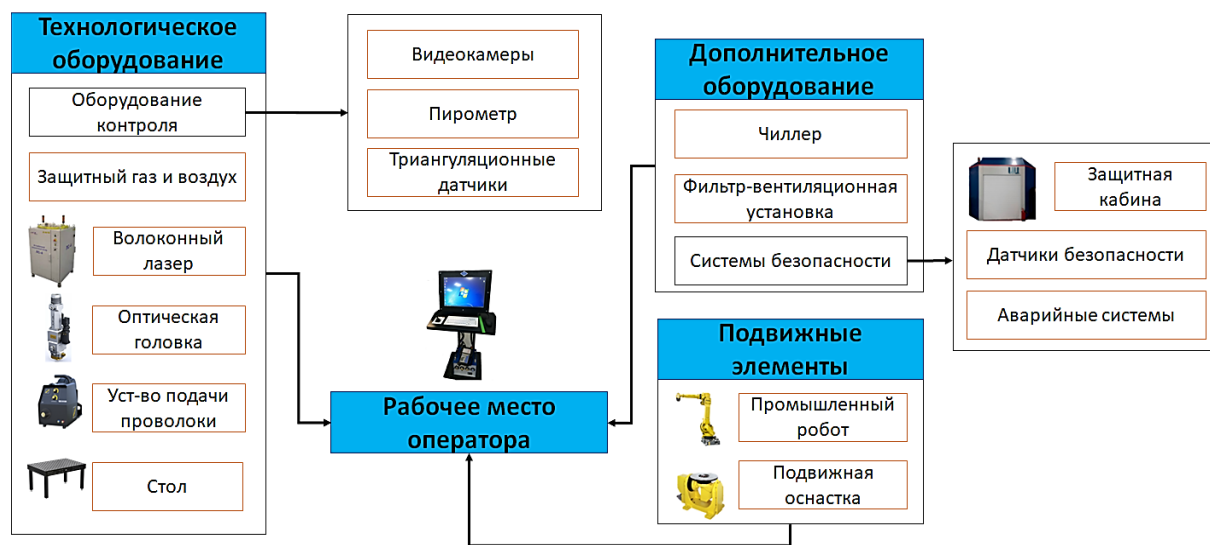 Технологическое
оборудование
Оборудование
контроля
Защитный газ и воздух
Волоконный
лазер
Оптическая
головка
Уст-во подачи
проволоки
Стол
Видеокамеры
Пирометр
Триангуляционные
датчики
Рабочее место
оператора
Дополнительное
оборудование
Чиллер
Фильтр-вентиляционная
установка
Системы безопасности
Защитная
кабина
Датчики безопасности
Аварийные системы
Подвижные
элементы
Промышленный
робот
Подвижная
оснастка